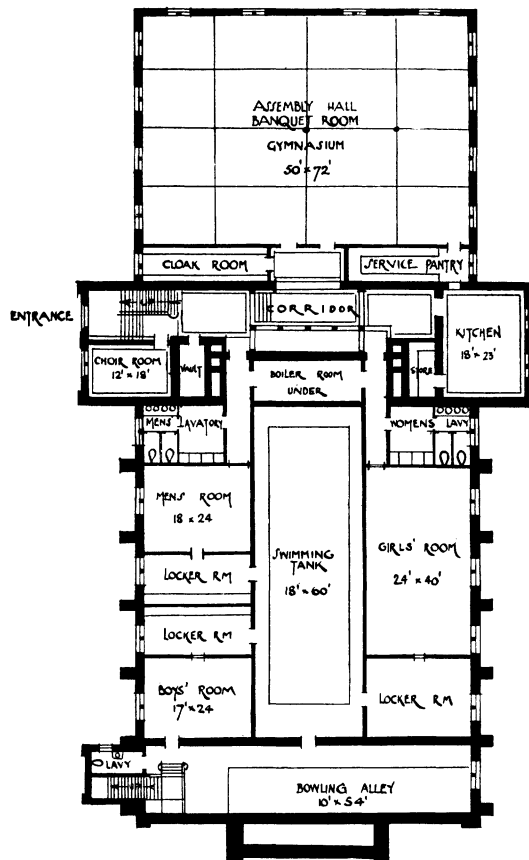 ASSEMBLY HALL
BANQUET ROOM
GYMNASIUM
50' × 72'
CLOAK ROOM
SERVICE PANTRY
ENTRANCE
UP
CORRIDOR
KITCHEN
18' × 23'
CHOIR ROOM
12' × 18'
VAULT
BOILER ROOM
UNDER
STORE
MENS' LAVATORY
WOMENS LAVY
MENS' ROOM
18 × 24
SWIMMING
TANK
18' × 60'
GIRLS' ROOM
24' × 40'
LOCKER RM
LOCKER RM
BOYS' ROOM
17' × 24
LOCKER RM
LAVY
UP
BOWLING ALLEY
10' × 54'